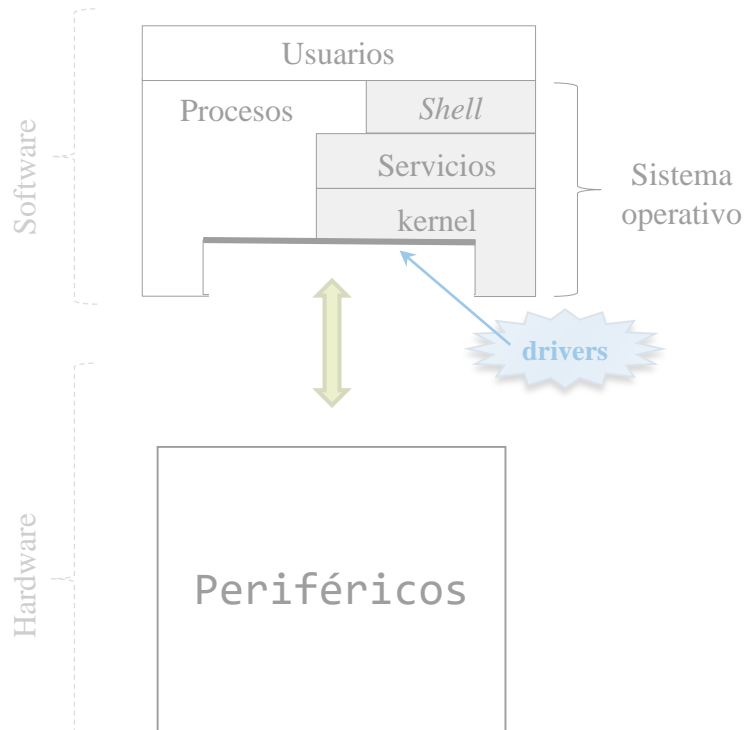 Usuarios
Procesos
Shell
Servicios
kernel
Sistema
operativo
Software
drivers
Periféricos
Hardware